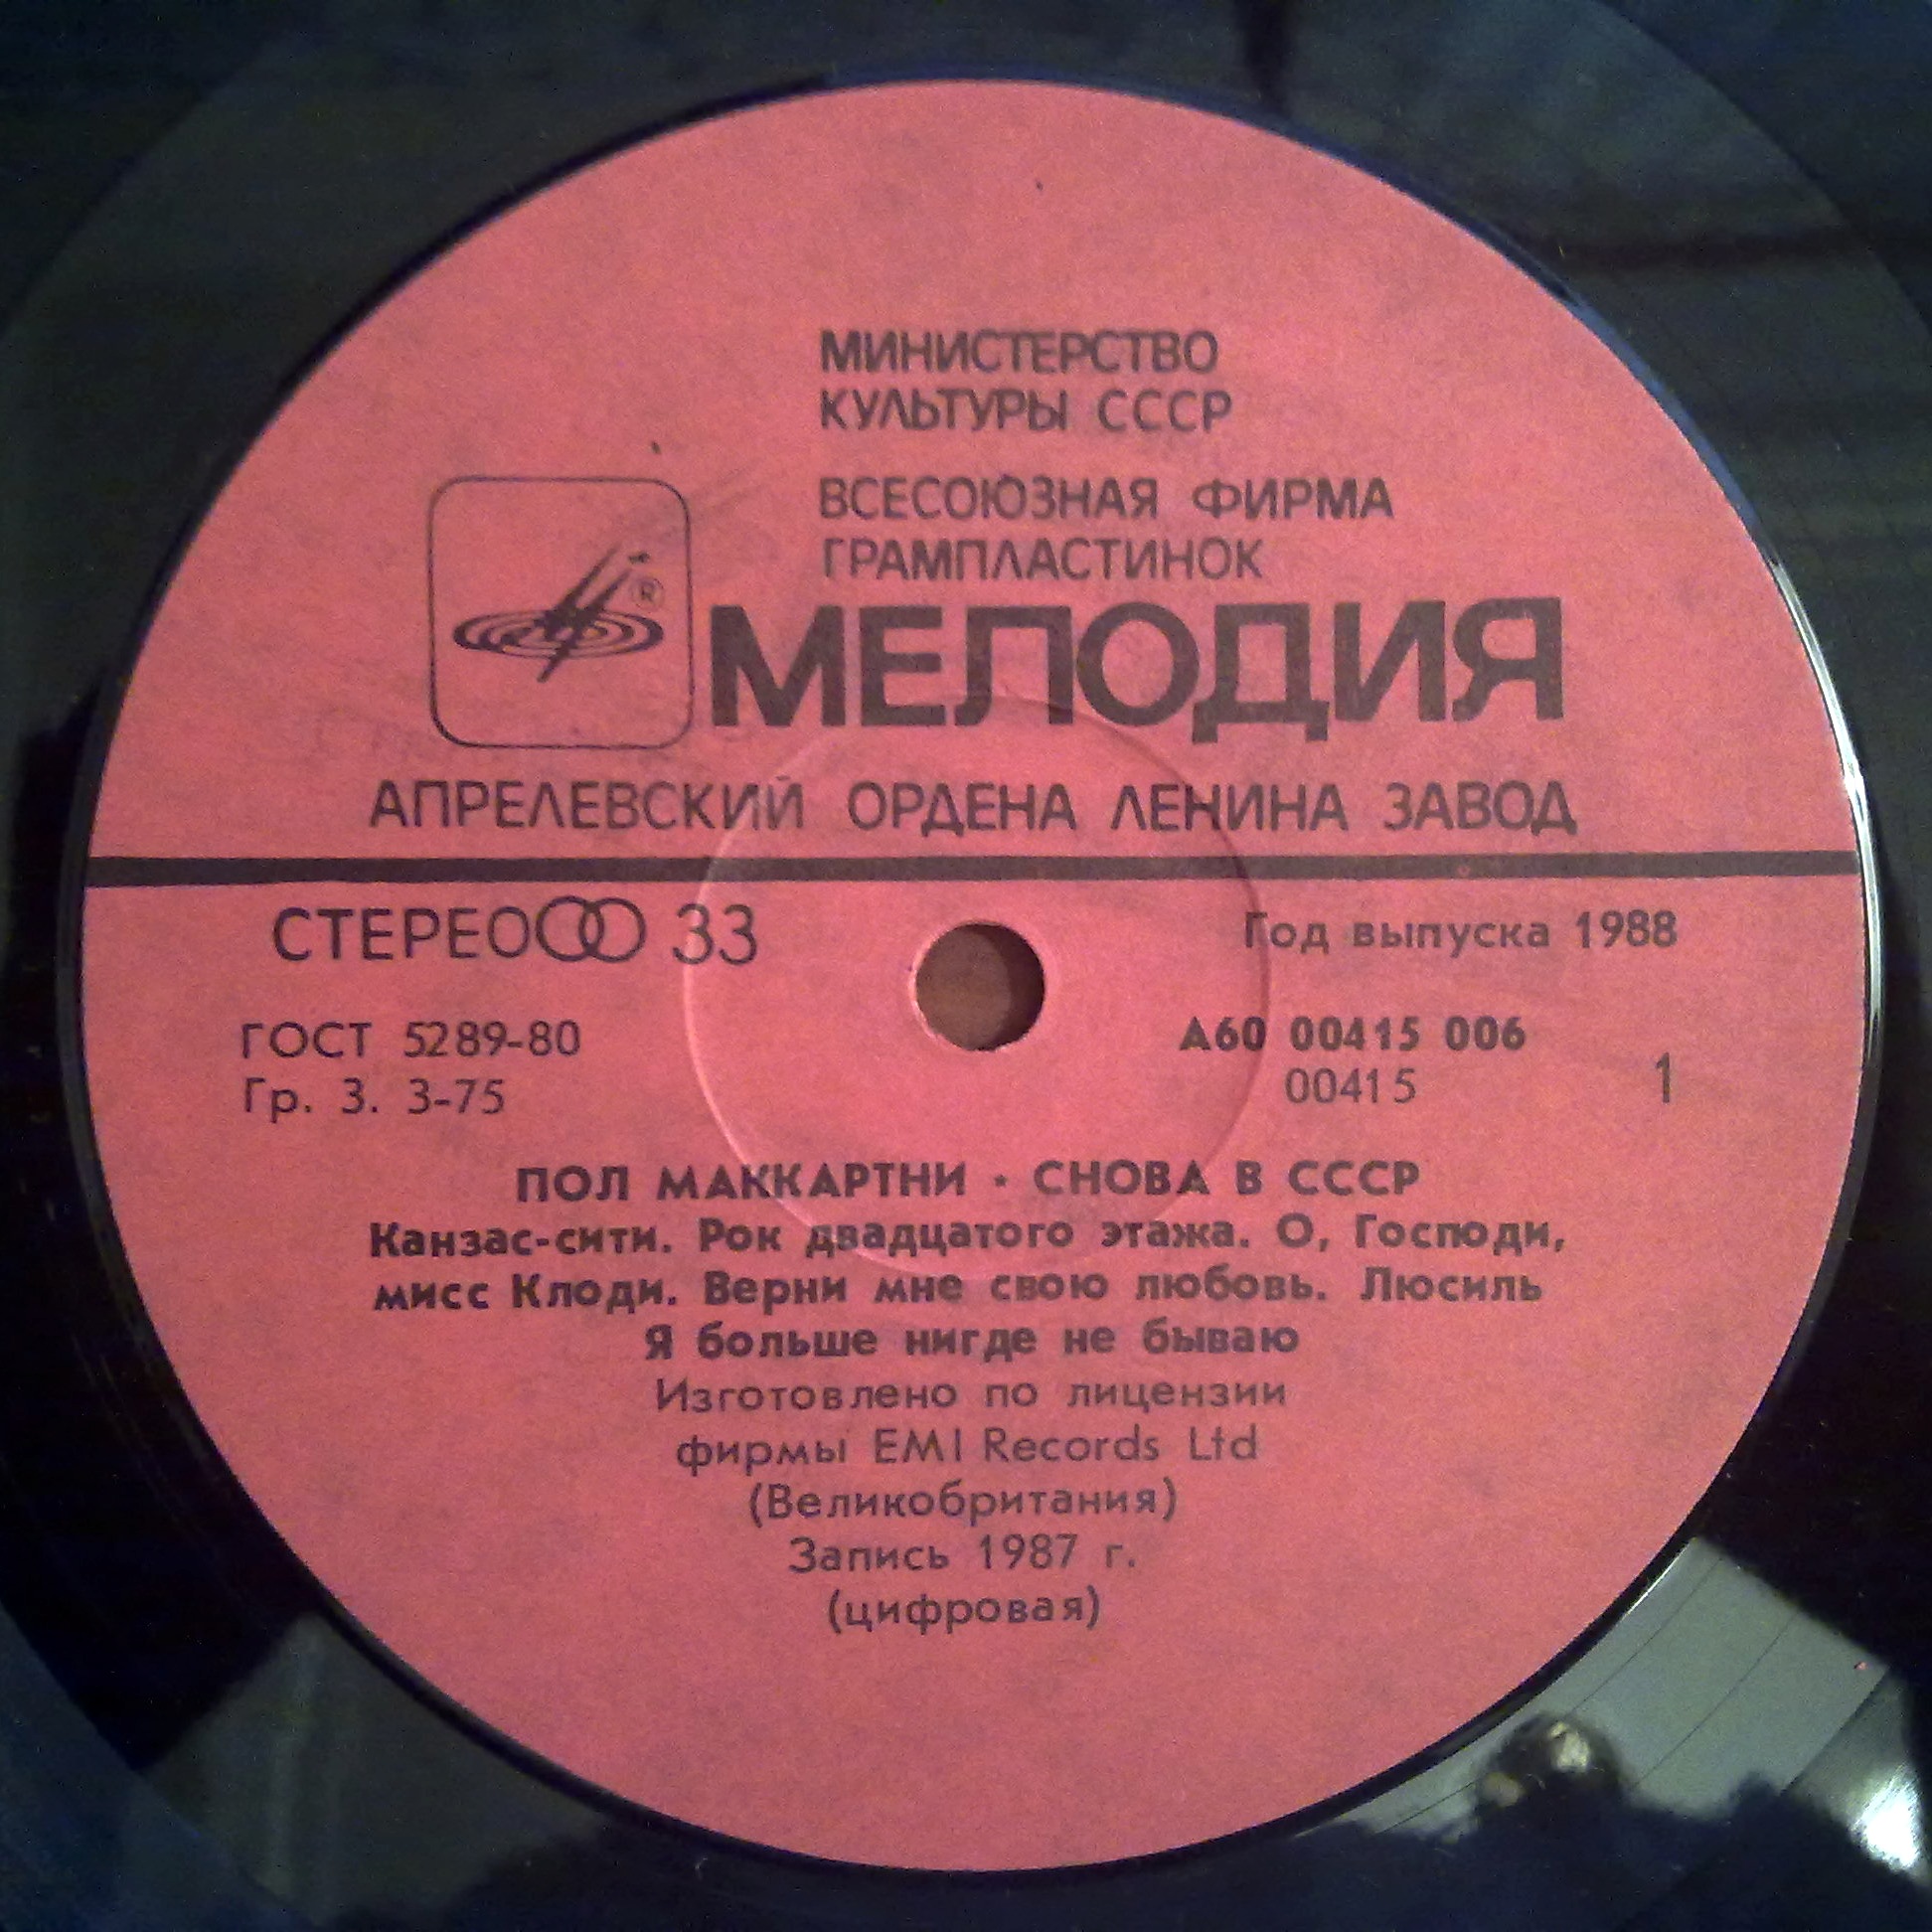 МИНИСТЕРСТВО
КУЛЬТУРЫ СССР
ВСЕСОЮЗНАЯ ФИРМА
ГРАМПЛАСТИНОК
®
МЕЛОДИЯ
АПРЕЛЕВСКИЙ ОРДЕНА ЛЕНИНА ЗАВОД
СТЕРЕО 33
Год выпуска 1988
ГОСТ 5289-80
Гр. 3. 3-75
А60 00415 006
00415
1
ПОЛ МАККАРТНИ · СНОВА В СССР
Канзас-сити. Рок двадцатого этажа. О, Господи,
мисс Клоди. Верни мне свою любовь. Люсиль
Я больше нигде не бываю
Изготовлено по лицензии
фирмы EMI Records Ltd
(Великобритания)
Запись 1987 г.
(цифровая)